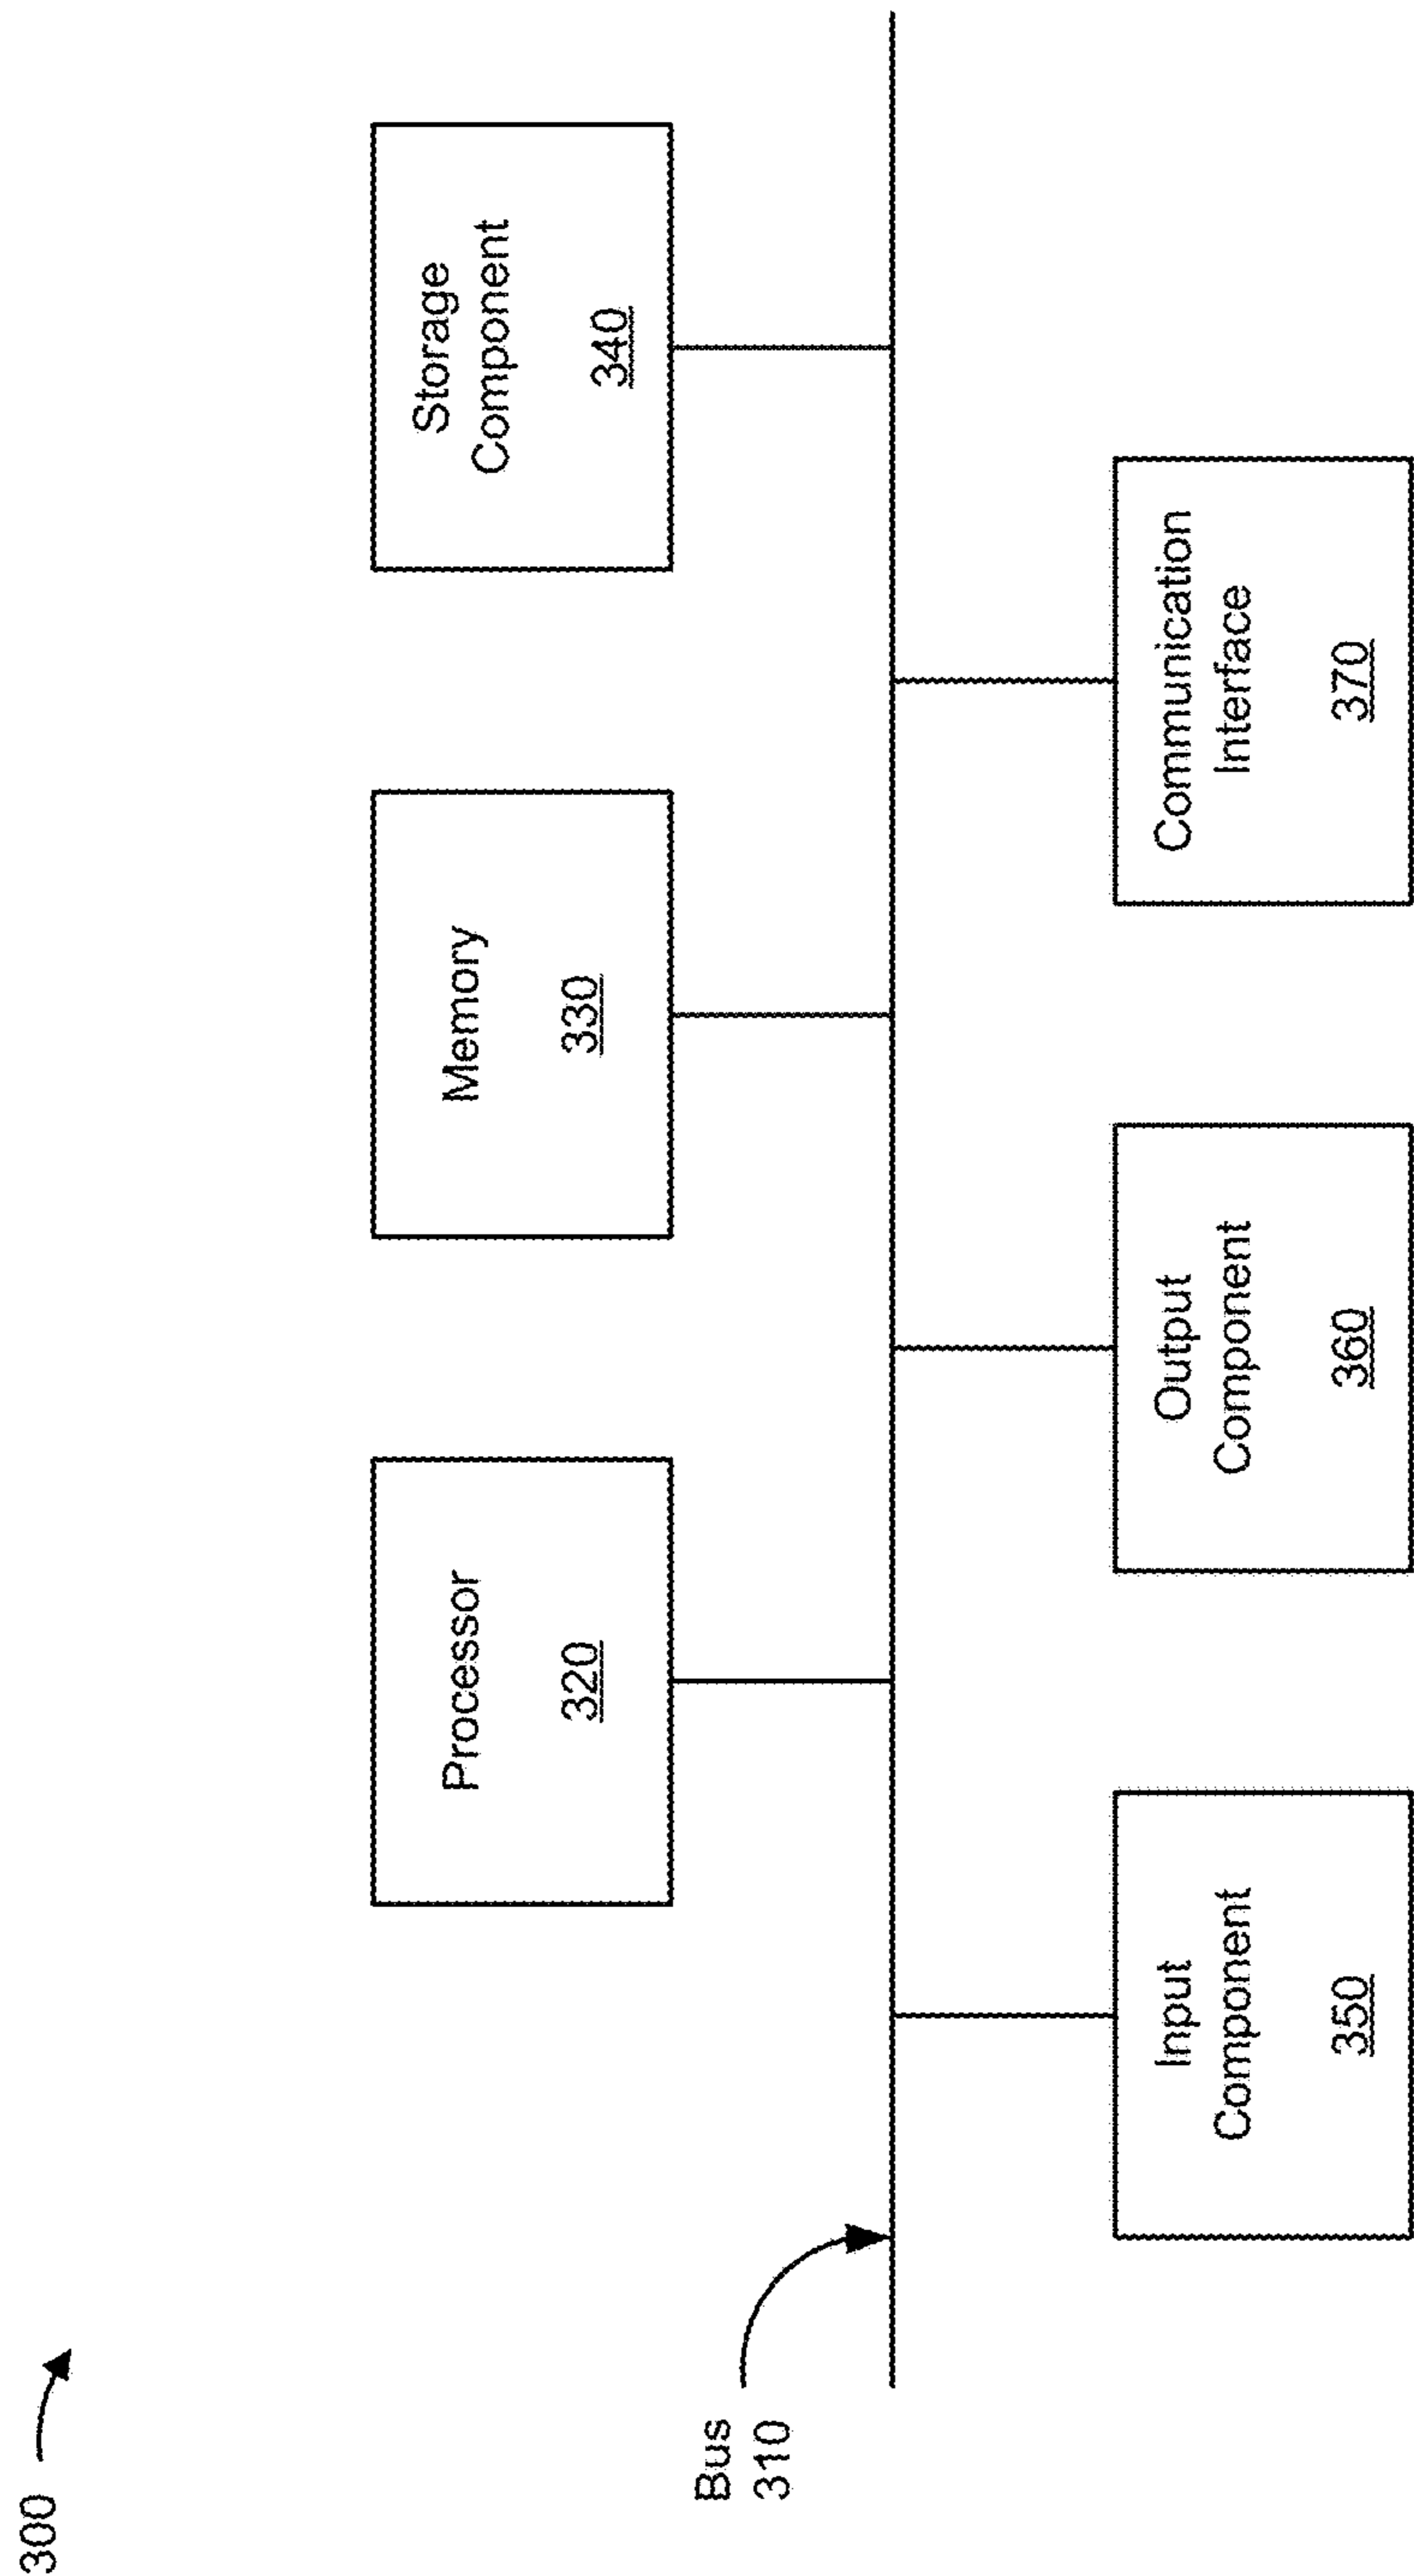 300
Processor
320
Memory
330
Storage
Component
340
Bus
310
Input
Component
350
Output
Component
360
Communication
Interface
370